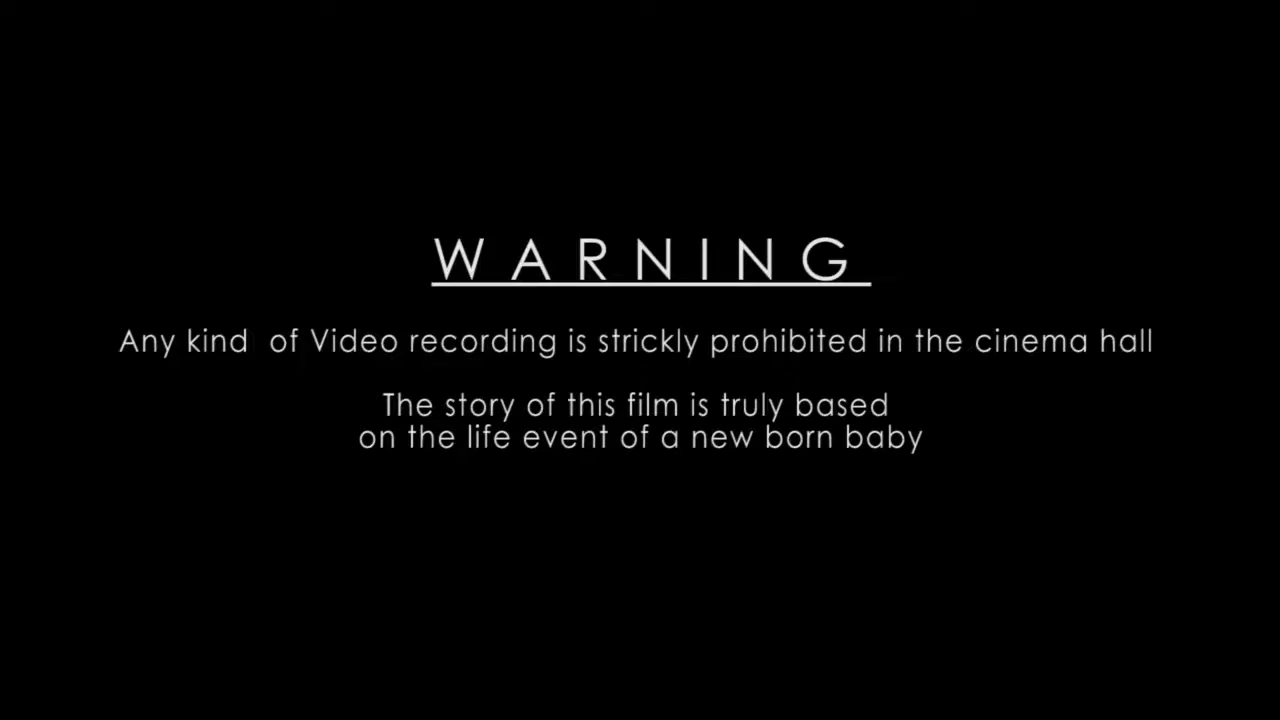 WARNING
Any kind  of Video recording is strickly prohibited in the cinema hall
The story of this film is truly based
on the life event of a new born baby